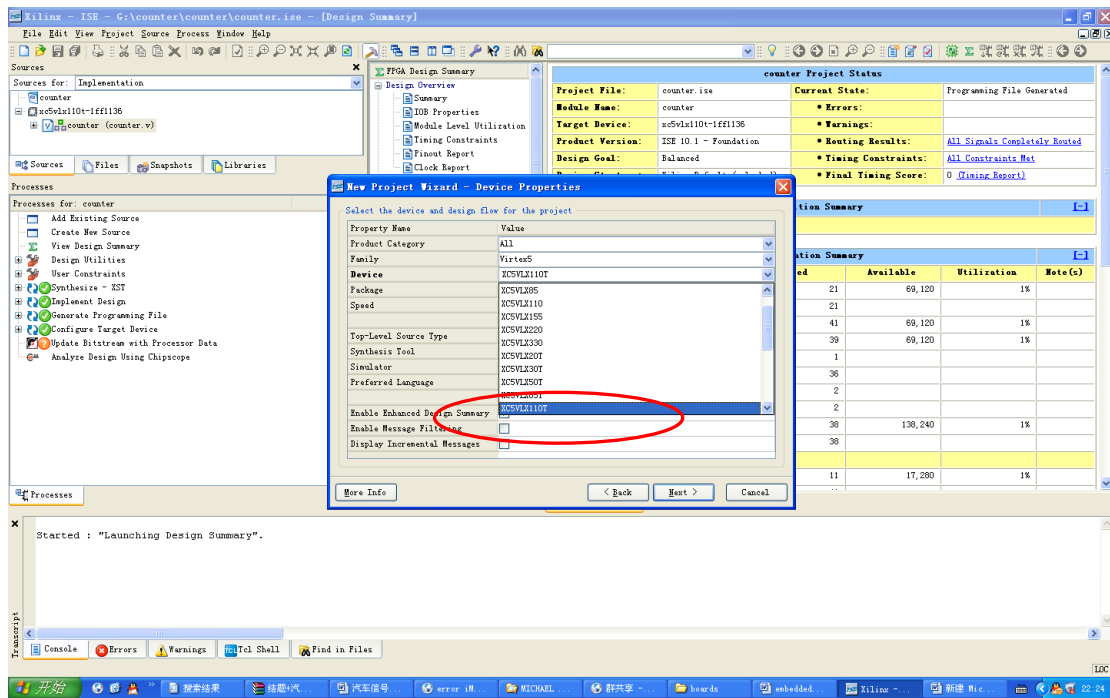 Xilinx - ISE - G:\counter\counter\counter.ise - [Design Summary]
File Edit View Project Source Process Window Help
Sources
Sources for: Implementation
counter
xc5vlx110t-1ff1136
counter (counter.v)
Sources Files Snapshots Libraries
Processes
Processes for: counter
Add Existing Source
Create New Source
View Design Summary
Design Utilities
User Constraints
Synthesize - XST
Implement Design
Generate Programming File
Configure Target Device
Update Bitstream with Processor Data
Analyze Design Using Chipscope
Processes
FPGA Design Summary
Design Overview
Summary
IOB Properties
Module Level Utilization
Timing Constraints
Pinout Report
Clock Report
counter Project Status
Project File: counter.ise Current State: Programming File Generated
Module Name: counter • Errors:
Target Device: xc5vlx110t-1ff1136 • Warnings:
Product Version: ISE 10.1 - Foundation • Routing Results: All Signals Completely Routed
Design Goal: Balanced • Timing Constraints: All Constraints Met
• Final Timing Score: 0 (Timing Report)
tion Summary [-]
ation Summary [-]
ed Available Utilization Note(s)
21 69,120 1%
21
41 69,120 1%
39 69,120 1%
1
36
2
2
38 138,240 1%
38
11 17,280 1%
New Project Wizard - Device Properties
Select the device and design flow for the project
Property Name Value
Product Category All
Family Virtex5
Device XC5VLX110T
Package XC5VLX85
Speed XC5VLX110
XC5VLX155
Top-Level Source Type XC5VLX220
XC5VLX330
Synthesis Tool XC5VLX20T
Simulator XC5VLX30T
Preferred Language XC5VLX50T
XC5VLX85T
Enable Enhanced Design Summary XC5VLX110T
Enable Message Filtering
Display Incremental Messages
More Info < Back Next > Cancel
Started : "Launching Design Summary".
Transcript
Console Errors Warnings Tcl Shell Find in Files
LOC
开始 搜索结果 结题+汽... 汽车信号... error iN... MICHAEL ... 群共享 -... boards embedded... Xilinx -... 新建 Mic... 22:24